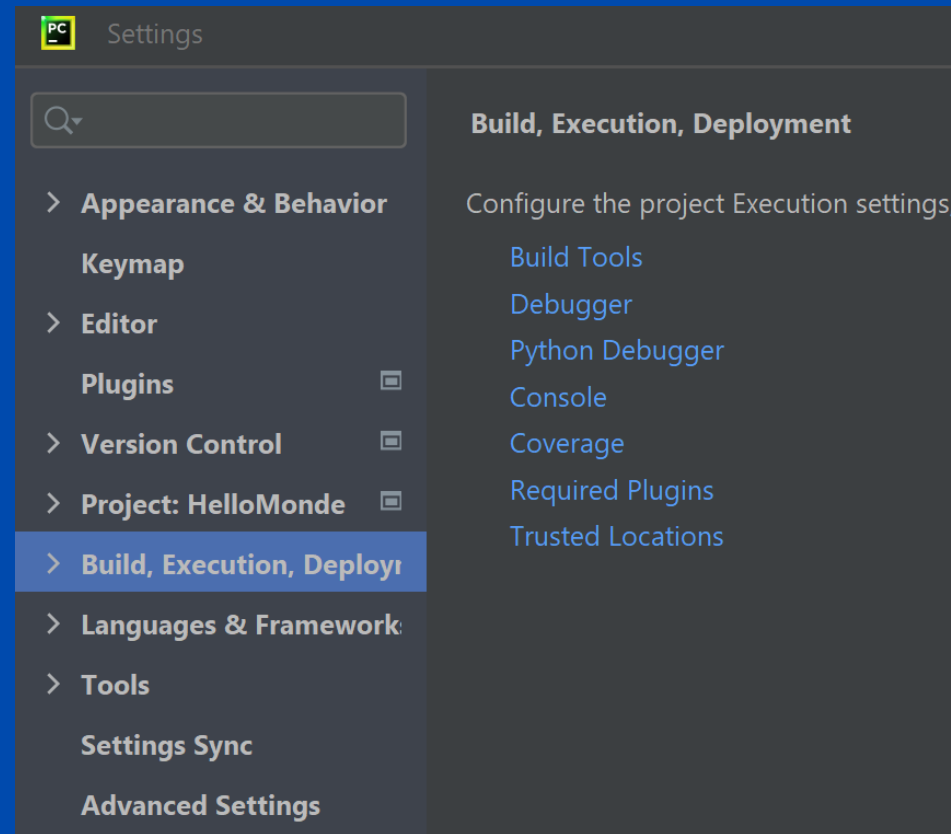 PC Settings
Appearance & Behavior
Keymap
Editor
Plugins
Version Control
Project: HelloMonde
Build, Execution, Deployr
Languages & Frameworks
Tools
Settings Sync
Advanced Settings
Build, Execution, Deployment
Configure the project Execution settings
Build Tools
Debugger
Python Debugger
Console
Coverage
Required Plugins
Trusted Locations